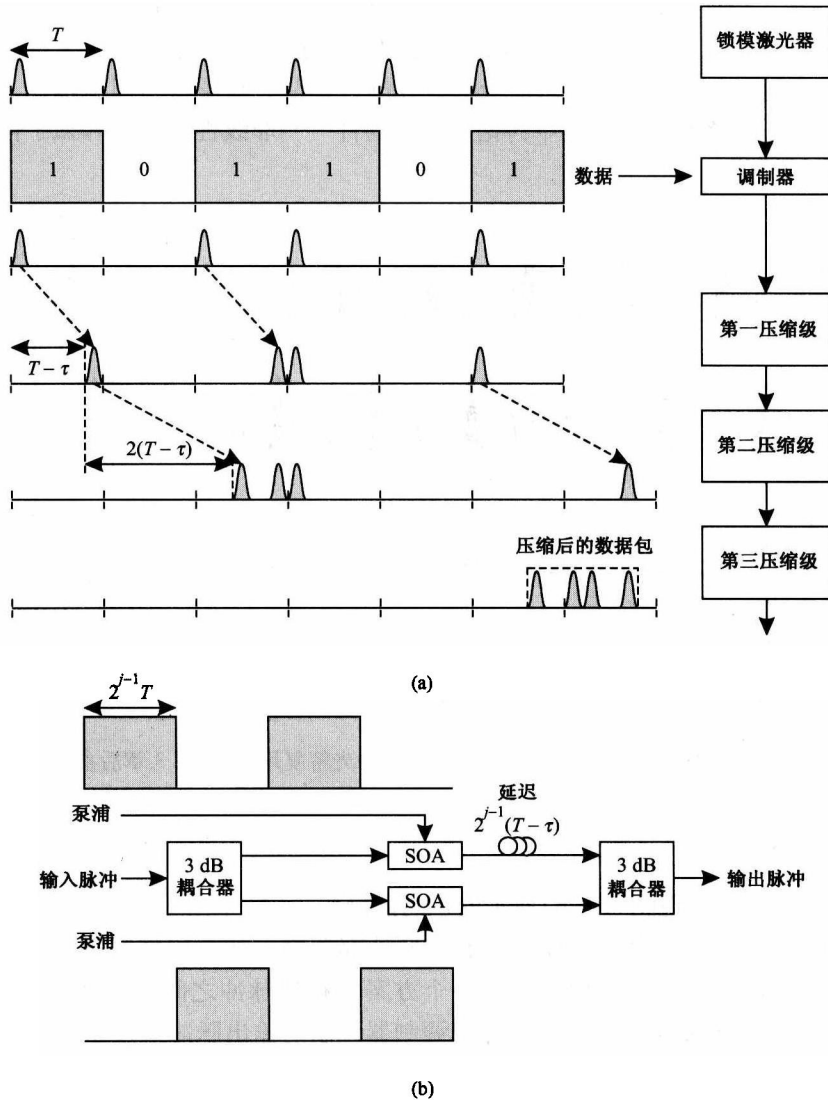 T
锁模激光器
1 0 1 1 0 1
数据
调制器
第一压缩级
T − τ
第二压缩级
2(T − τ)
压缩后的数据包
第三压缩级
(a)
2^{j−1} T
泵浦
延迟
2^{j−1}(T − τ)
输入脉冲
3 dB
耦合器
SOA
SOA
3 dB
耦合器
输出脉冲
泵浦
(b)